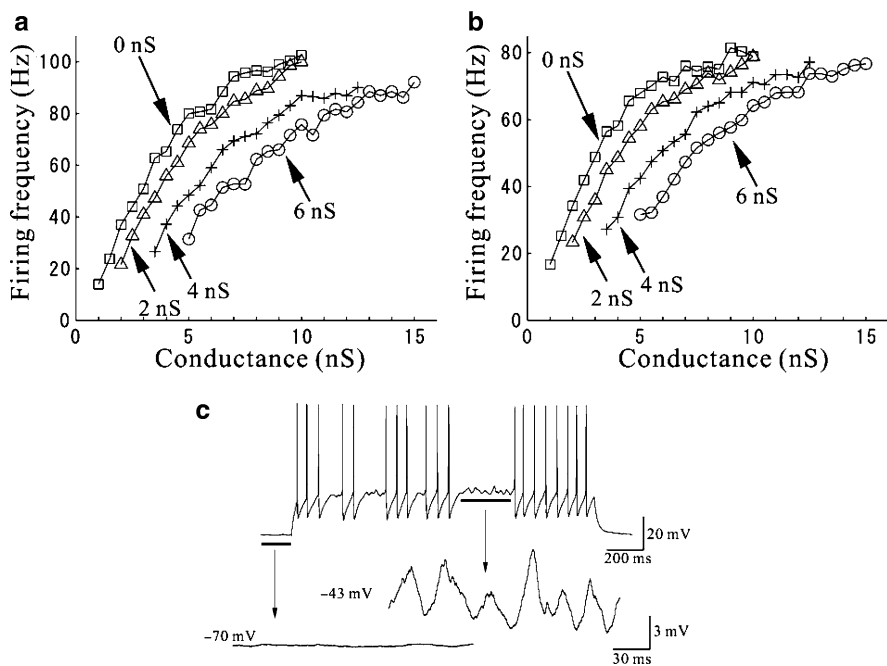 a
Firing frequency (Hz)
100
80
60
40
20
0
0 nS
2 nS
4 nS
6 nS
0
5
10
15
Conductance (nS)
b
Firing frequency (Hz)
80
60
40
20
0
0 nS
2 nS
4 nS
6 nS
0
5
10
15
Conductance (nS)
c
20 mV
200 ms
−43 mV
−70 mV
3 mV
30 ms